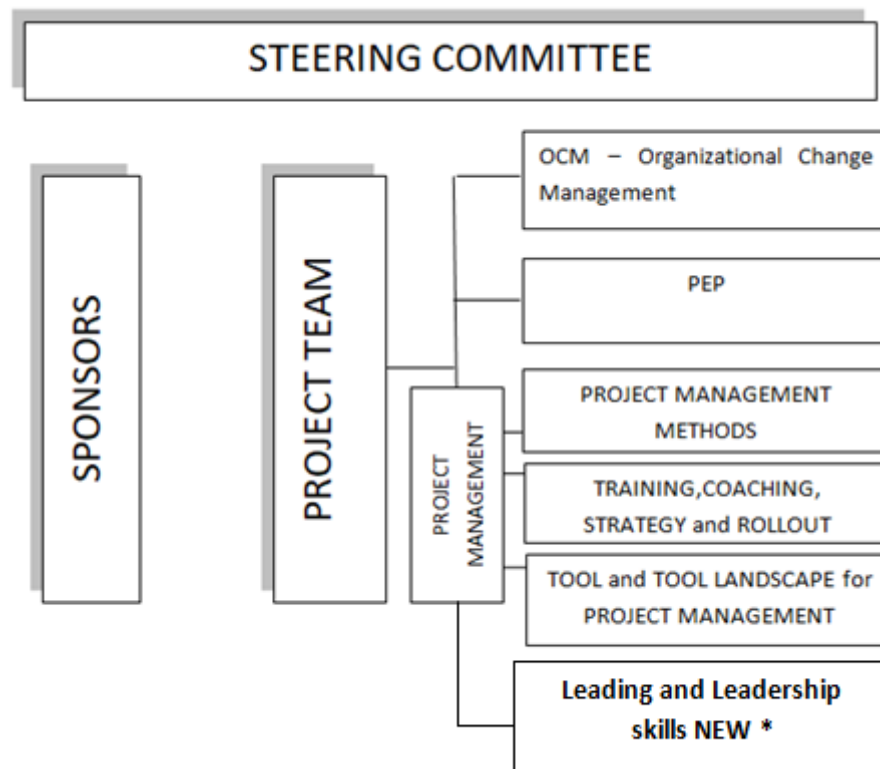 STEERING COMMITTEE
SPONSORS
PROJECT TEAM
OCM – Organizational Change
Management
PEP
PROJECT
MANAGEMENT
PROJECT MANAGEMENT
METHODS
TRAINING,COACHING,
STRATEGY and ROLLOUT
TOOL and TOOL LANDSCAPE for
PROJECT MANAGEMENT
Leading and Leadership
skills NEW *